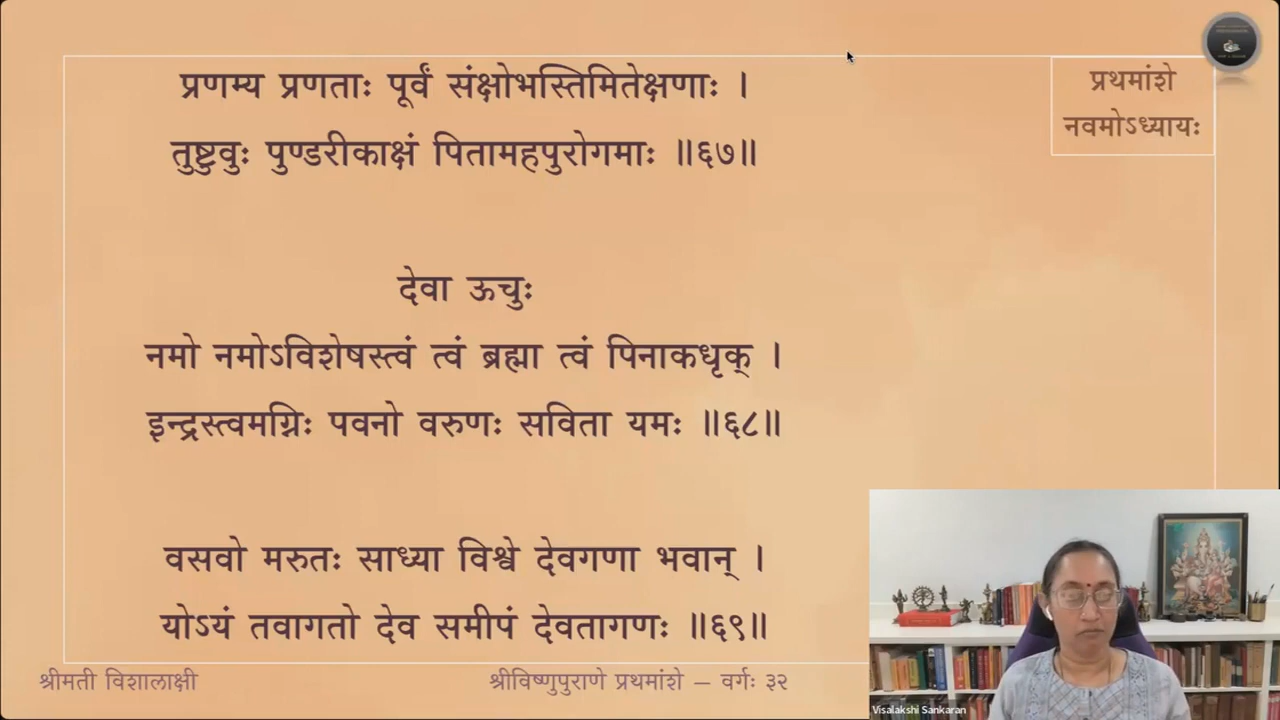 प्रणम्य प्रणताः पूर्वं संक्षोभस्तिमितेक्षणाः ।
तुष्टुवुः पुण्डरीकाक्षं पितामहपुरोगमाः ॥६७॥
प्रथमांशे
नवमोऽध्यायः
देवा ऊचुः
नमो नमोऽविशेषस्त्वं त्वं ब्रह्मा त्वं पिनाकधृक् ।
इन्द्रस्त्वमग्निः पवनो वरुणः सविता यमः ॥६८॥
वसवो मरुतः साध्या विश्वे देवगणा भवान् ।
योऽयं तवागतो देव समीपं देवतागणः ॥६९॥
श्रीमती विशालाक्षी
श्रीविष्णुपुराणे प्रथमांशे – वर्गः ३२
Visalakshi Sankaran